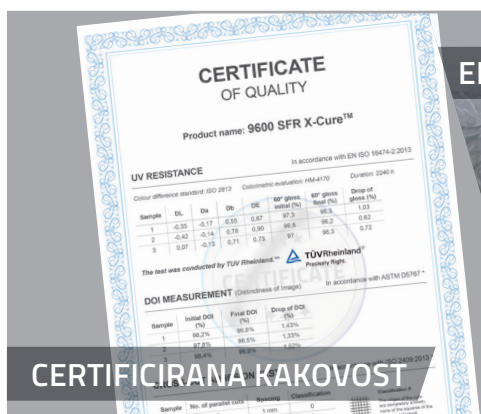 CERTIFICATE
OF QUALITY
Product name: 9600 SFR X-Cure™
UV RESISTANCE
In accordance with EN ISO 16474-2:2013
Colour difference standard: ISO 2813 Colorimetric evaluation: HM-4170 Duration: 2240 h
Sample DL Da Db DE 60° gloss initial (%) 60° gloss final (%) Drop of gloss (%)
1 -0,35 -0,17 0,55 0,67 97,3 96,5 1,03
2 -0,42 -0,14 0,78 0,90 96,8 96,2 0,62
3 0,07 -0,13 0,71 0,73 97 96,3 0,72
The test was conducted by TUV Rheinland.**
TÜVRheinland®
Precisely Right.
DOI MEASUREMENT (Distinctness of Image)
In accordance with ASTM D5767 *
Sample Initial DOI (%) Final DOI (%) Drop of DOI (%)
1 98,2% 96,8% 1,43%
2 97,8% 96,5% 1,33%
3 98,4%
CERTIFICIRANA KAKOVOST
ISO 2409:2013 *
Sample No. of parallel cuts Spacing Classification
1 mm 0